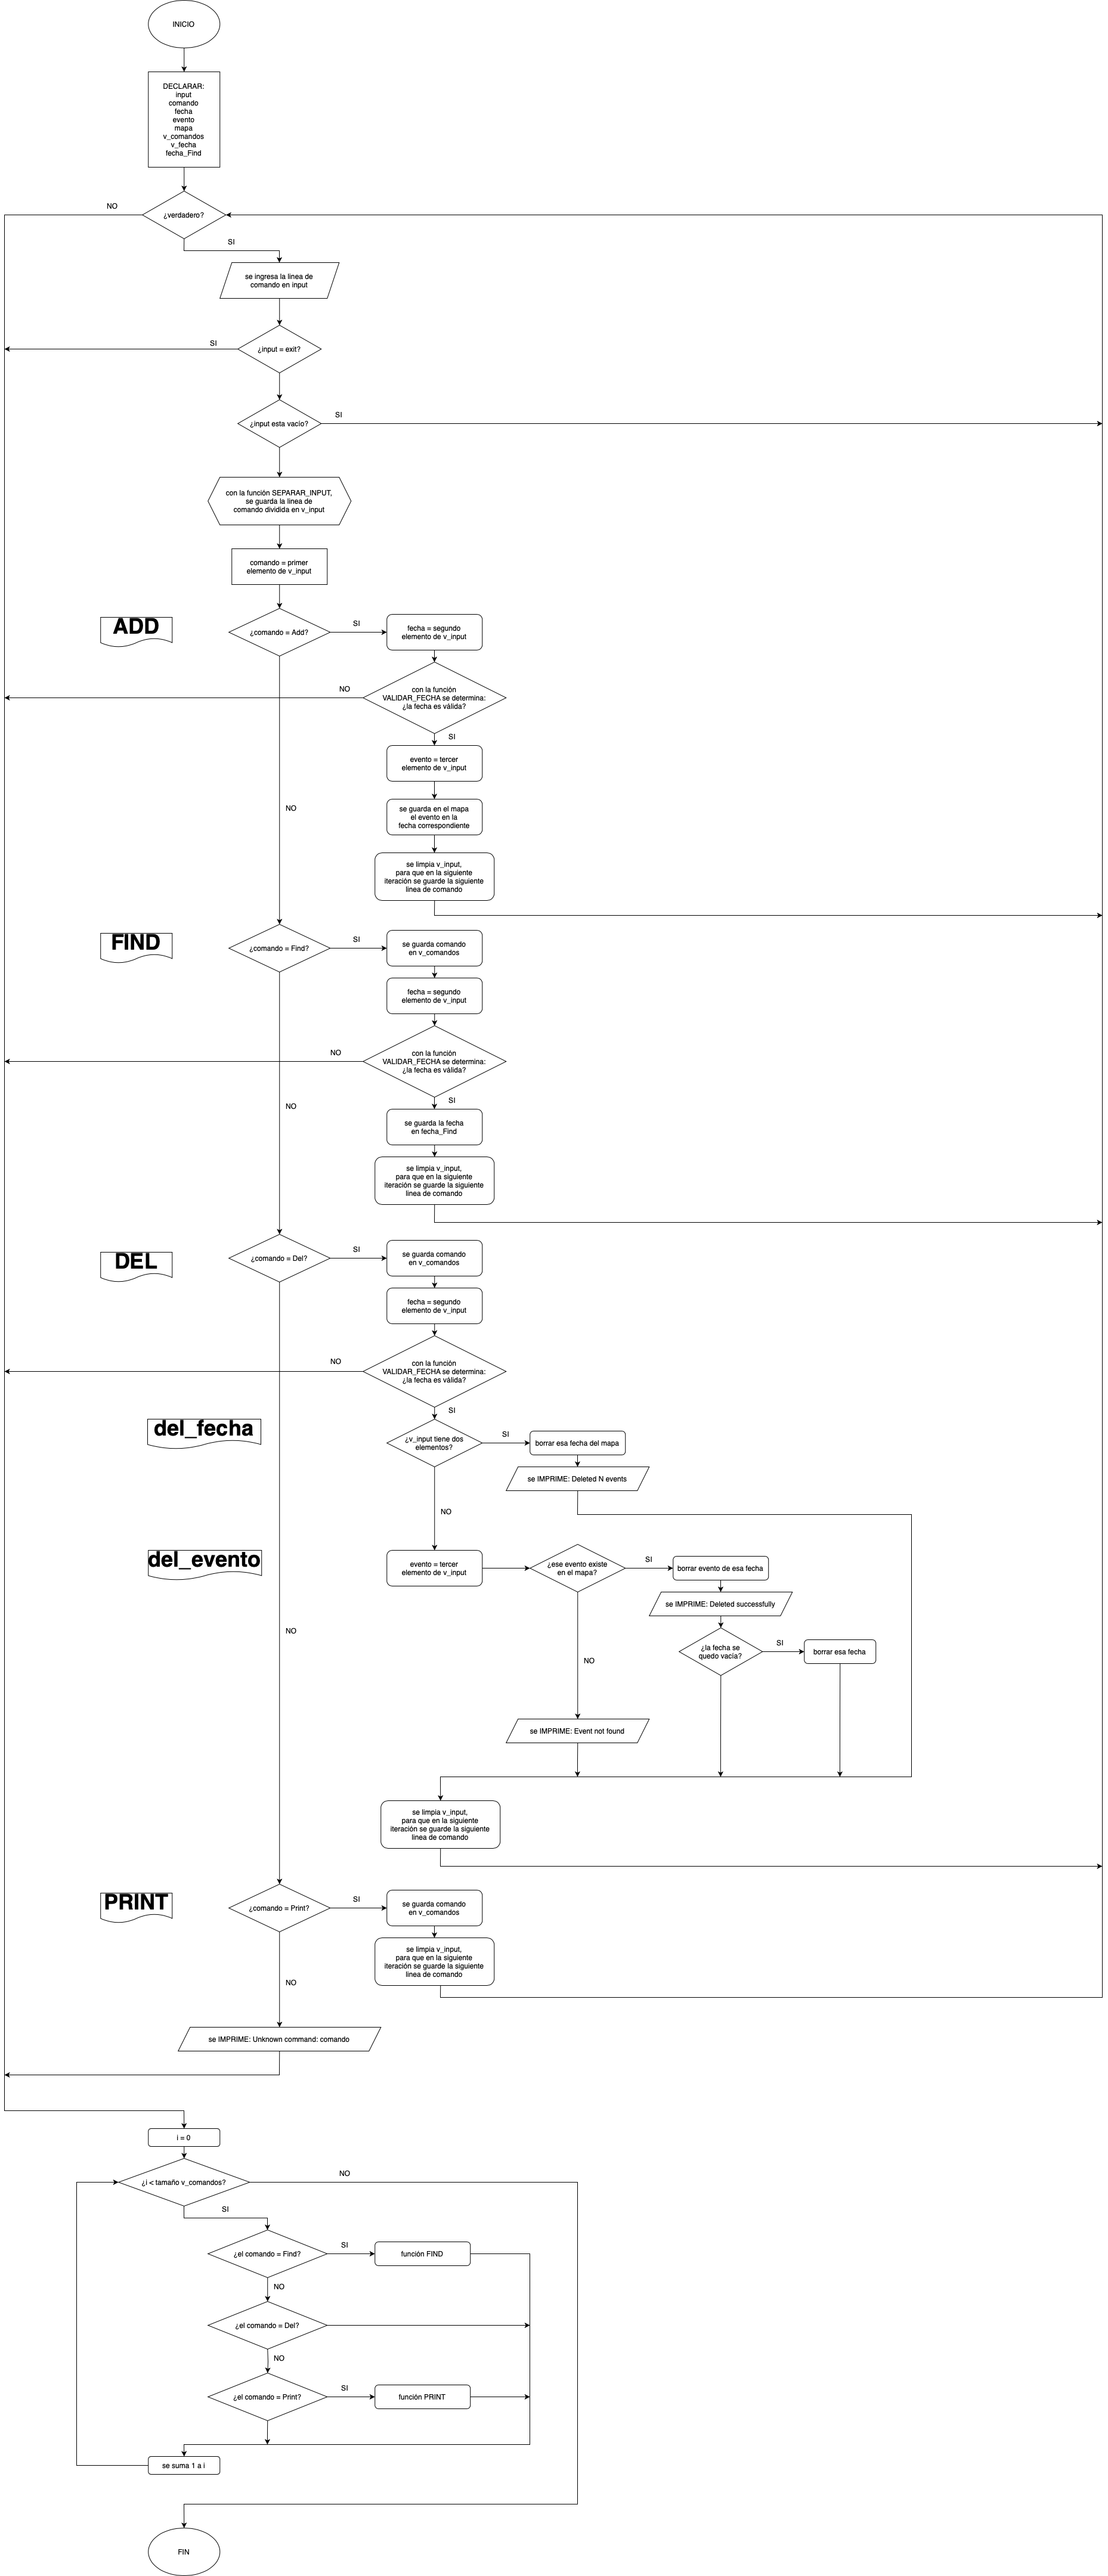 INICIO
DECLARAR:
input
comando
fecha
evento
mapa
v_comandos
v_fecha
fecha_Find
¿verdadero?
NO
SI
se ingresa la linea de
comando en input
¿input = exit?
SI
¿input esta vacío?
SI
con la función SEPARAR_INPUT,
se guarda la linea de
comando dividida en v_input
comando = primer
elemento de v_input
ADD
¿comando = Add?
SI
fecha = segundo
elemento de v_input
con la función
VALIDAR_FECHA se determina:
¿la fecha es válida?
NO
SI
evento = tercer
elemento de v_input
NO
se guarda en el mapa
el evento en la
fecha correspondiente
se limpia v_input,
para que en la siguiente
iteración se guarde la siguiente
linea de comando
FIND
¿comando = Find?
SI
se guarda comando
en v_comandos
fecha = segundo
elemento de v_input
con la función
VALIDAR_FECHA se determina:
¿la fecha es válida?
NO
SI
NO
se guarda la fecha
en fecha_Find
se limpia v_input,
para que en la siguiente
iteración se guarde la siguiente
linea de comando
DEL
¿comando = Del?
SI
se guarda comando
en v_comandos
fecha = segundo
elemento de v_input
con la función
VALIDAR_FECHA se determina:
¿la fecha es válida?
NO
SI
del_fecha
¿v_input tiene dos
elementos?
SI
borrar esa fecha del mapa
se IMPRIME: Deleted N events
NO
del_evento
evento = tercer
elemento de v_input
¿ese evento existe
en el mapa?
SI
borrar evento de esa fecha
se IMPRIME: Deleted successfully
NO
¿la fecha se
quedo vacía?
SI
borrar esa fecha
NO
se IMPRIME: Event not found
se limpia v_input,
para que en la siguiente
iteración se guarde la siguiente
linea de comando
PRINT
¿comando = Print?
SI
se guarda comando
en v_comandos
se limpia v_input,
para que en la siguiente
iteración se guarde la siguiente
linea de comando
NO
se IMPRIME: Unknown command: comando
i = 0
¿i < tamaño v_comandos?
NO
SI
¿el comando = Find?
SI
función FIND
NO
¿el comando = Del?
NO
¿el comando = Print?
SI
función PRINT
se suma 1 a i
FIN